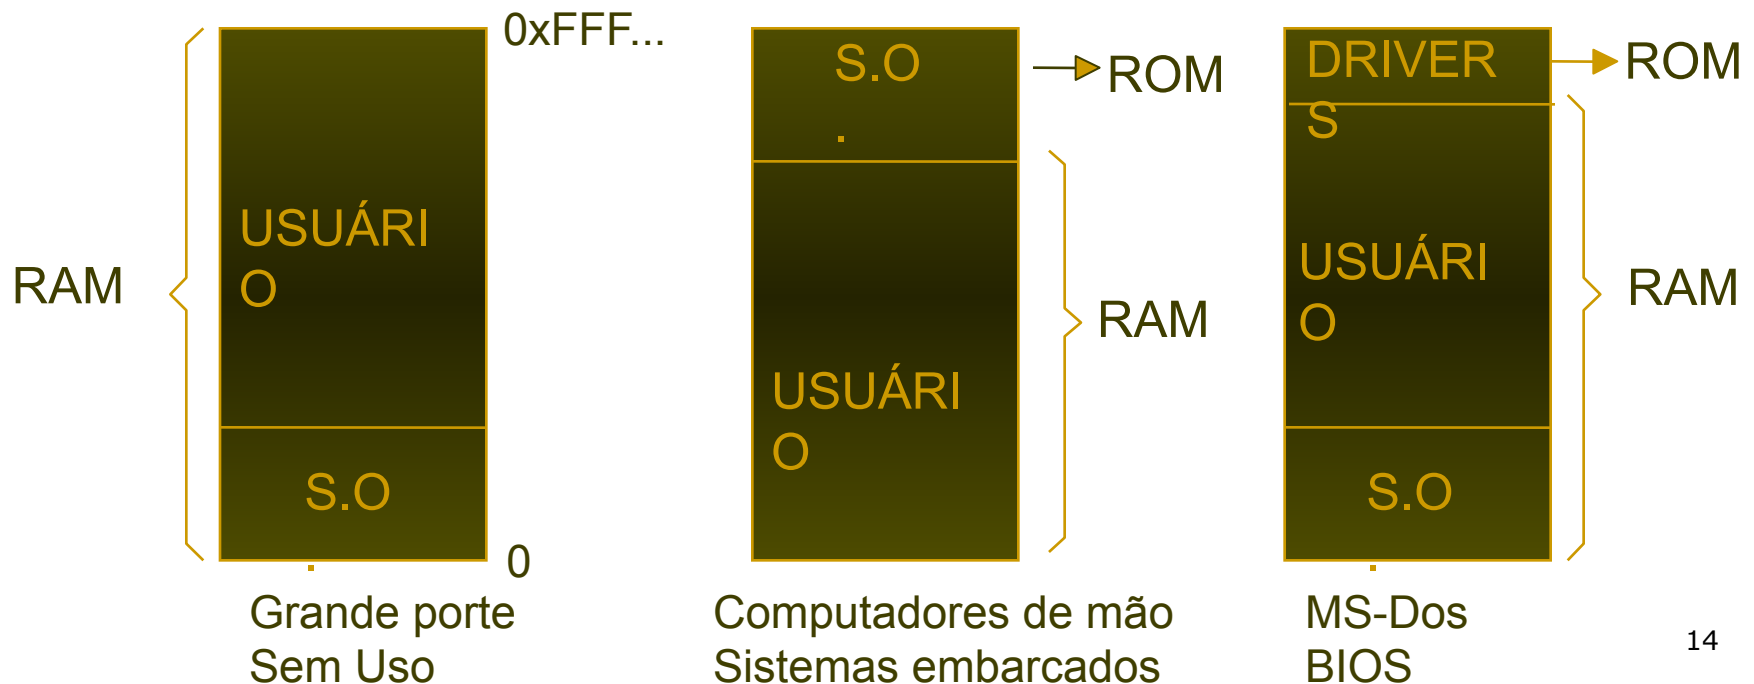 0xFFF...
USUÁRI
O
RAM
S.O
.
0
Grande porte
Sem Uso
S.O
.
ROM
RAM
USUÁRI
O
Computadores de mão
Sistemas embarcados
DRIVER
S
ROM
USUÁRI
O
RAM
S.O
.
MS-Dos
BIOS
14